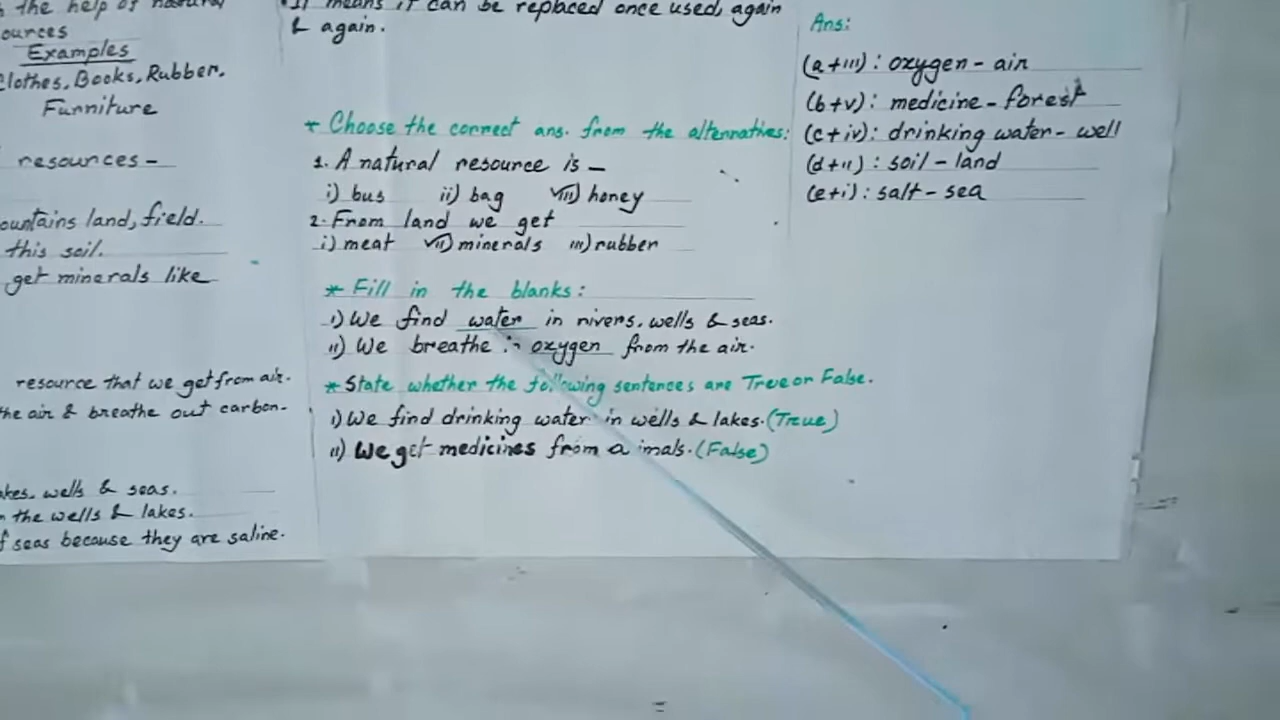 the help of natural
ources
Examples
Clothes, Books, Rubber.
Furniture
resources -
ountains land, field.
this soil.
get minerals like
resource that we get from air.
the air & breathe out carbon-
akes, wells & seas.
the wells & lakes.
f seas because they are saline.
It means it can be replaced once used, again
& again.
* Choose the correct ans. from the alternatives:
1. A natural resource is -
i) bus ii) bag iii) honey
2. From land we get
i) meat ii) minerals iii) rubber
* Fill in the blanks:
i) We find water in rivers, wells & seas.
ii) We breathe in oxygen from the air.
* State whether the following sentences are True or False.
i) We find drinking water in wells & lakes. (True)
ii) We get medicines from animals. (False)
Ans:
(a+iii): oxygen - air
(b+v): medicine - forest
(c+iv): drinking water - well
(d+ii): soil - land
(e+i): salt - sea